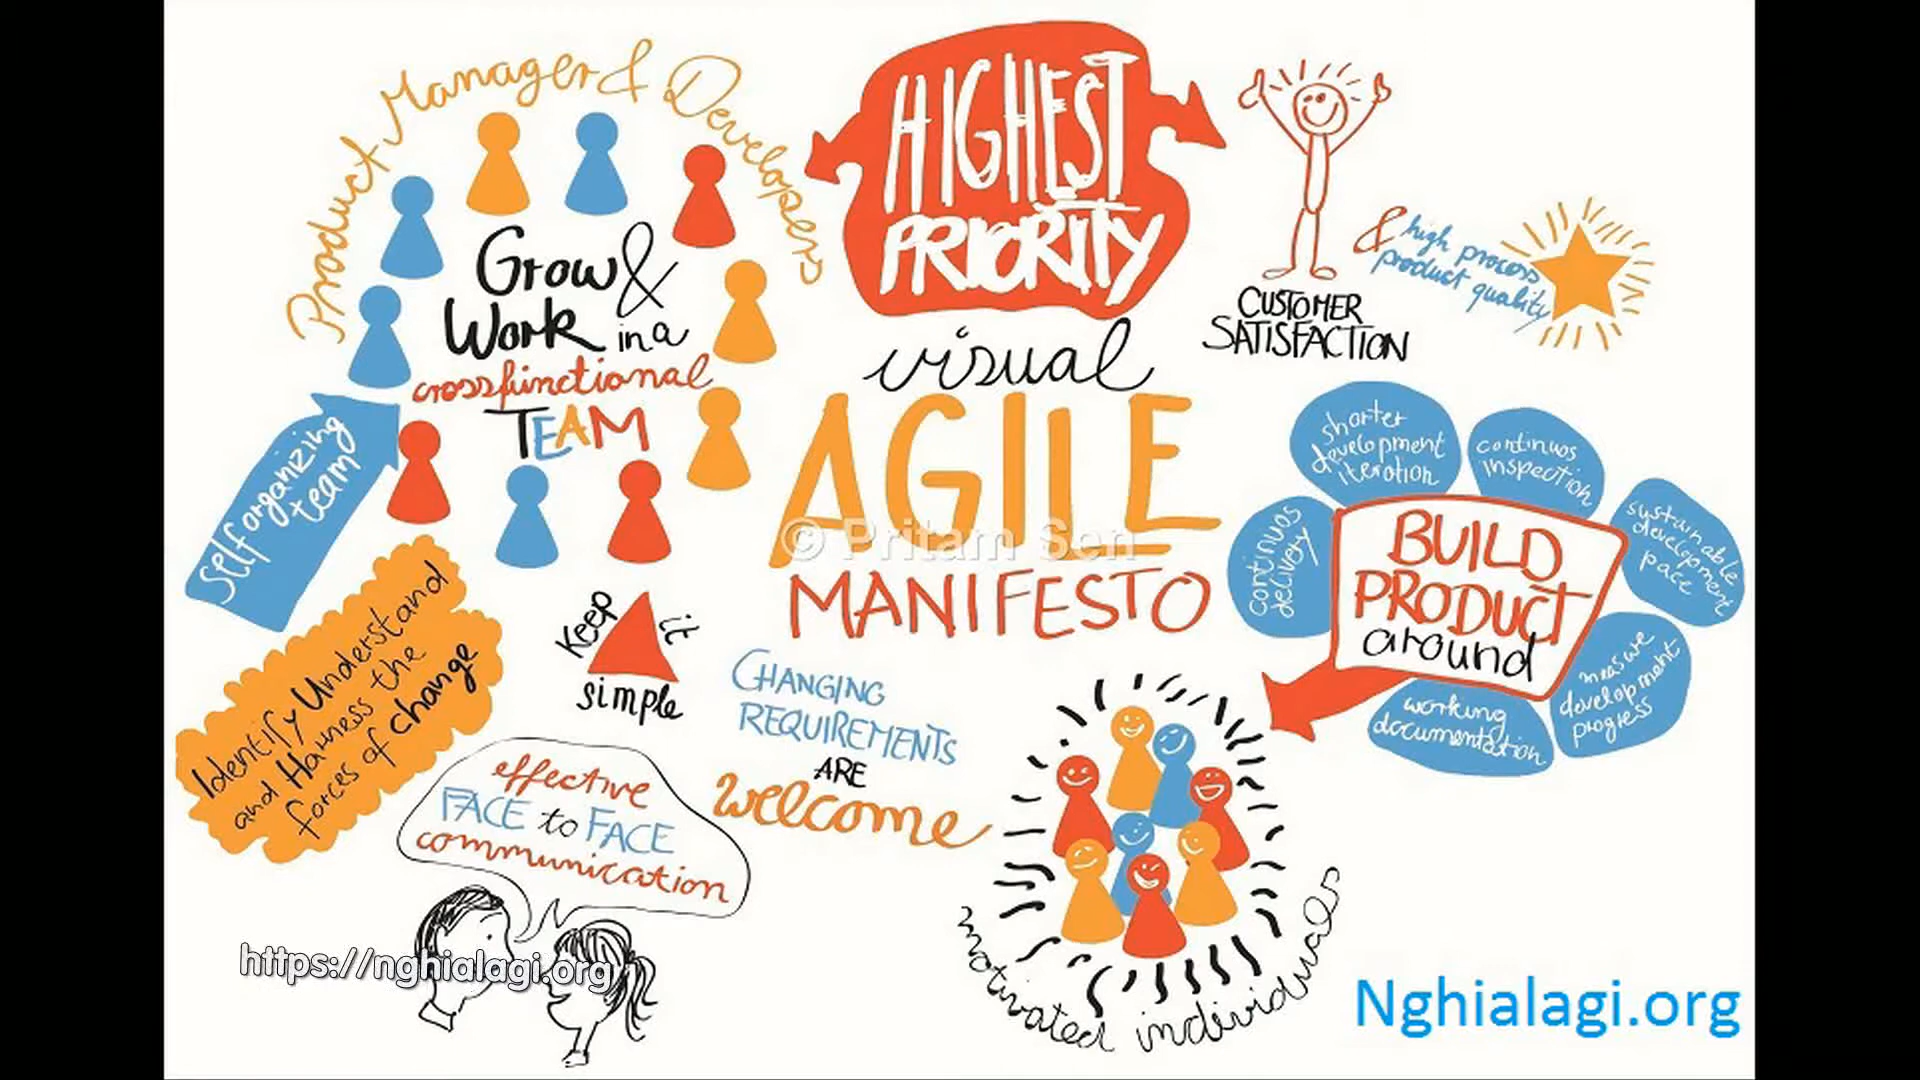 Product Manager & Developers
Grow &
Work in a
crossfunctional
TEAM
Self organizing
team
HIGHEST
PRIORITY
CUSTOMER
SATISFACTION
& high process
product quality
visual
AGILE
MANIFESTO
© Pritam Sen
shorter
development
iteration
continuos
inspection
sustainable
development
pace
measure
development
progress
working
documentation
continuos
delivery
BUILD
PRODUCT
around
motivated individuals
Identify Understand
and Harness the
forces of change
Keep it
simple
CHANGING
REQUIREMENTS
ARE
welcome
effective
FACE to FACE
communication
https://nghialagi.org
Nghialagi.org